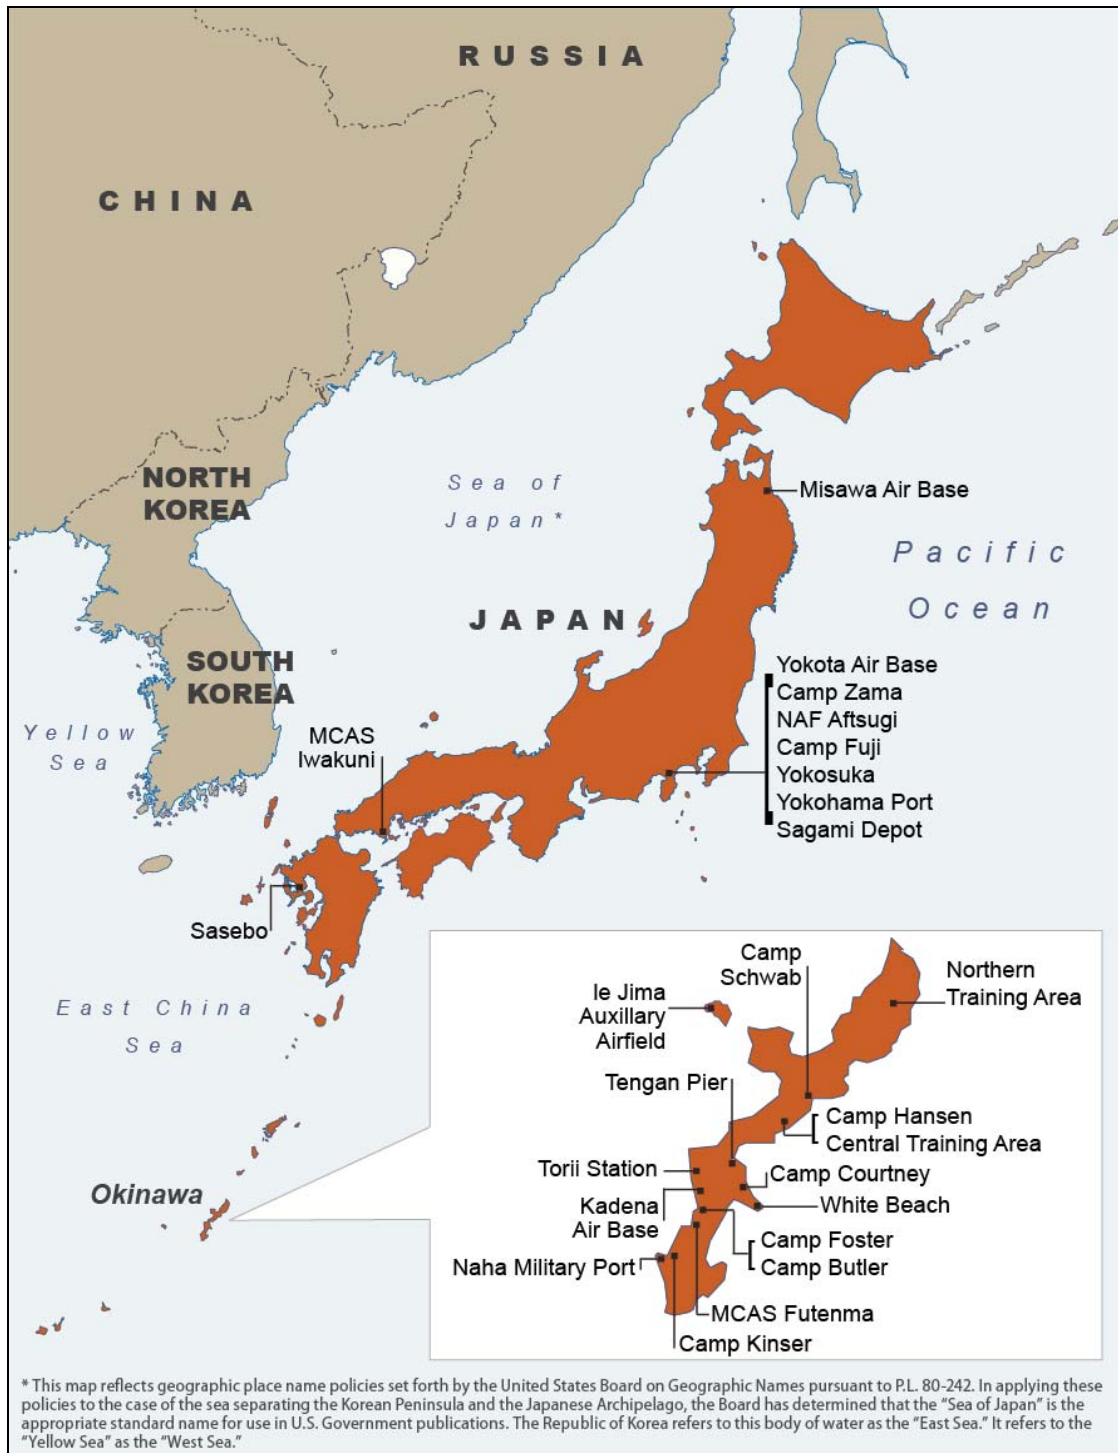 RUSSIA
CHINA
NORTH
KOREA
Sea of
Japan*
Misawa Air Base
Pacific
Ocean
JAPAN
SOUTH
KOREA
Yellow
Sea
MCAS
Iwakuni
Yokota Air Base
Camp Zama
NAF Aftsugi
Camp Fuji
Yokosuka
Yokohama Port
Sagami Depot
Sasebo
East China
Sea
Okinawa
Camp
Schwab
Northern
Training Area
Ie Jima
Auxillary
Airfield
Tengan Pier
Camp Hansen
Central Training Area
Torii Station
Camp Courtney
Kadena
Air Base
White Beach
Camp Foster
Camp Butler
Naha Military Port
MCAS Futenma
Camp Kinser
* This map reflects geographic place name policies set forth by the United States Board on Geographic Names pursuant to P.L. 80-242. In applying these
policies to the case of the sea separating the Korean Peninsula and the Japanese Archipelago, the Board has determined that the “Sea of Japan” is the
appropriate standard name for use in U.S. Government publications. The Republic of Korea refers to this body of water as the “East Sea.” It refers to the
“Yellow Sea” as the “West Sea.”